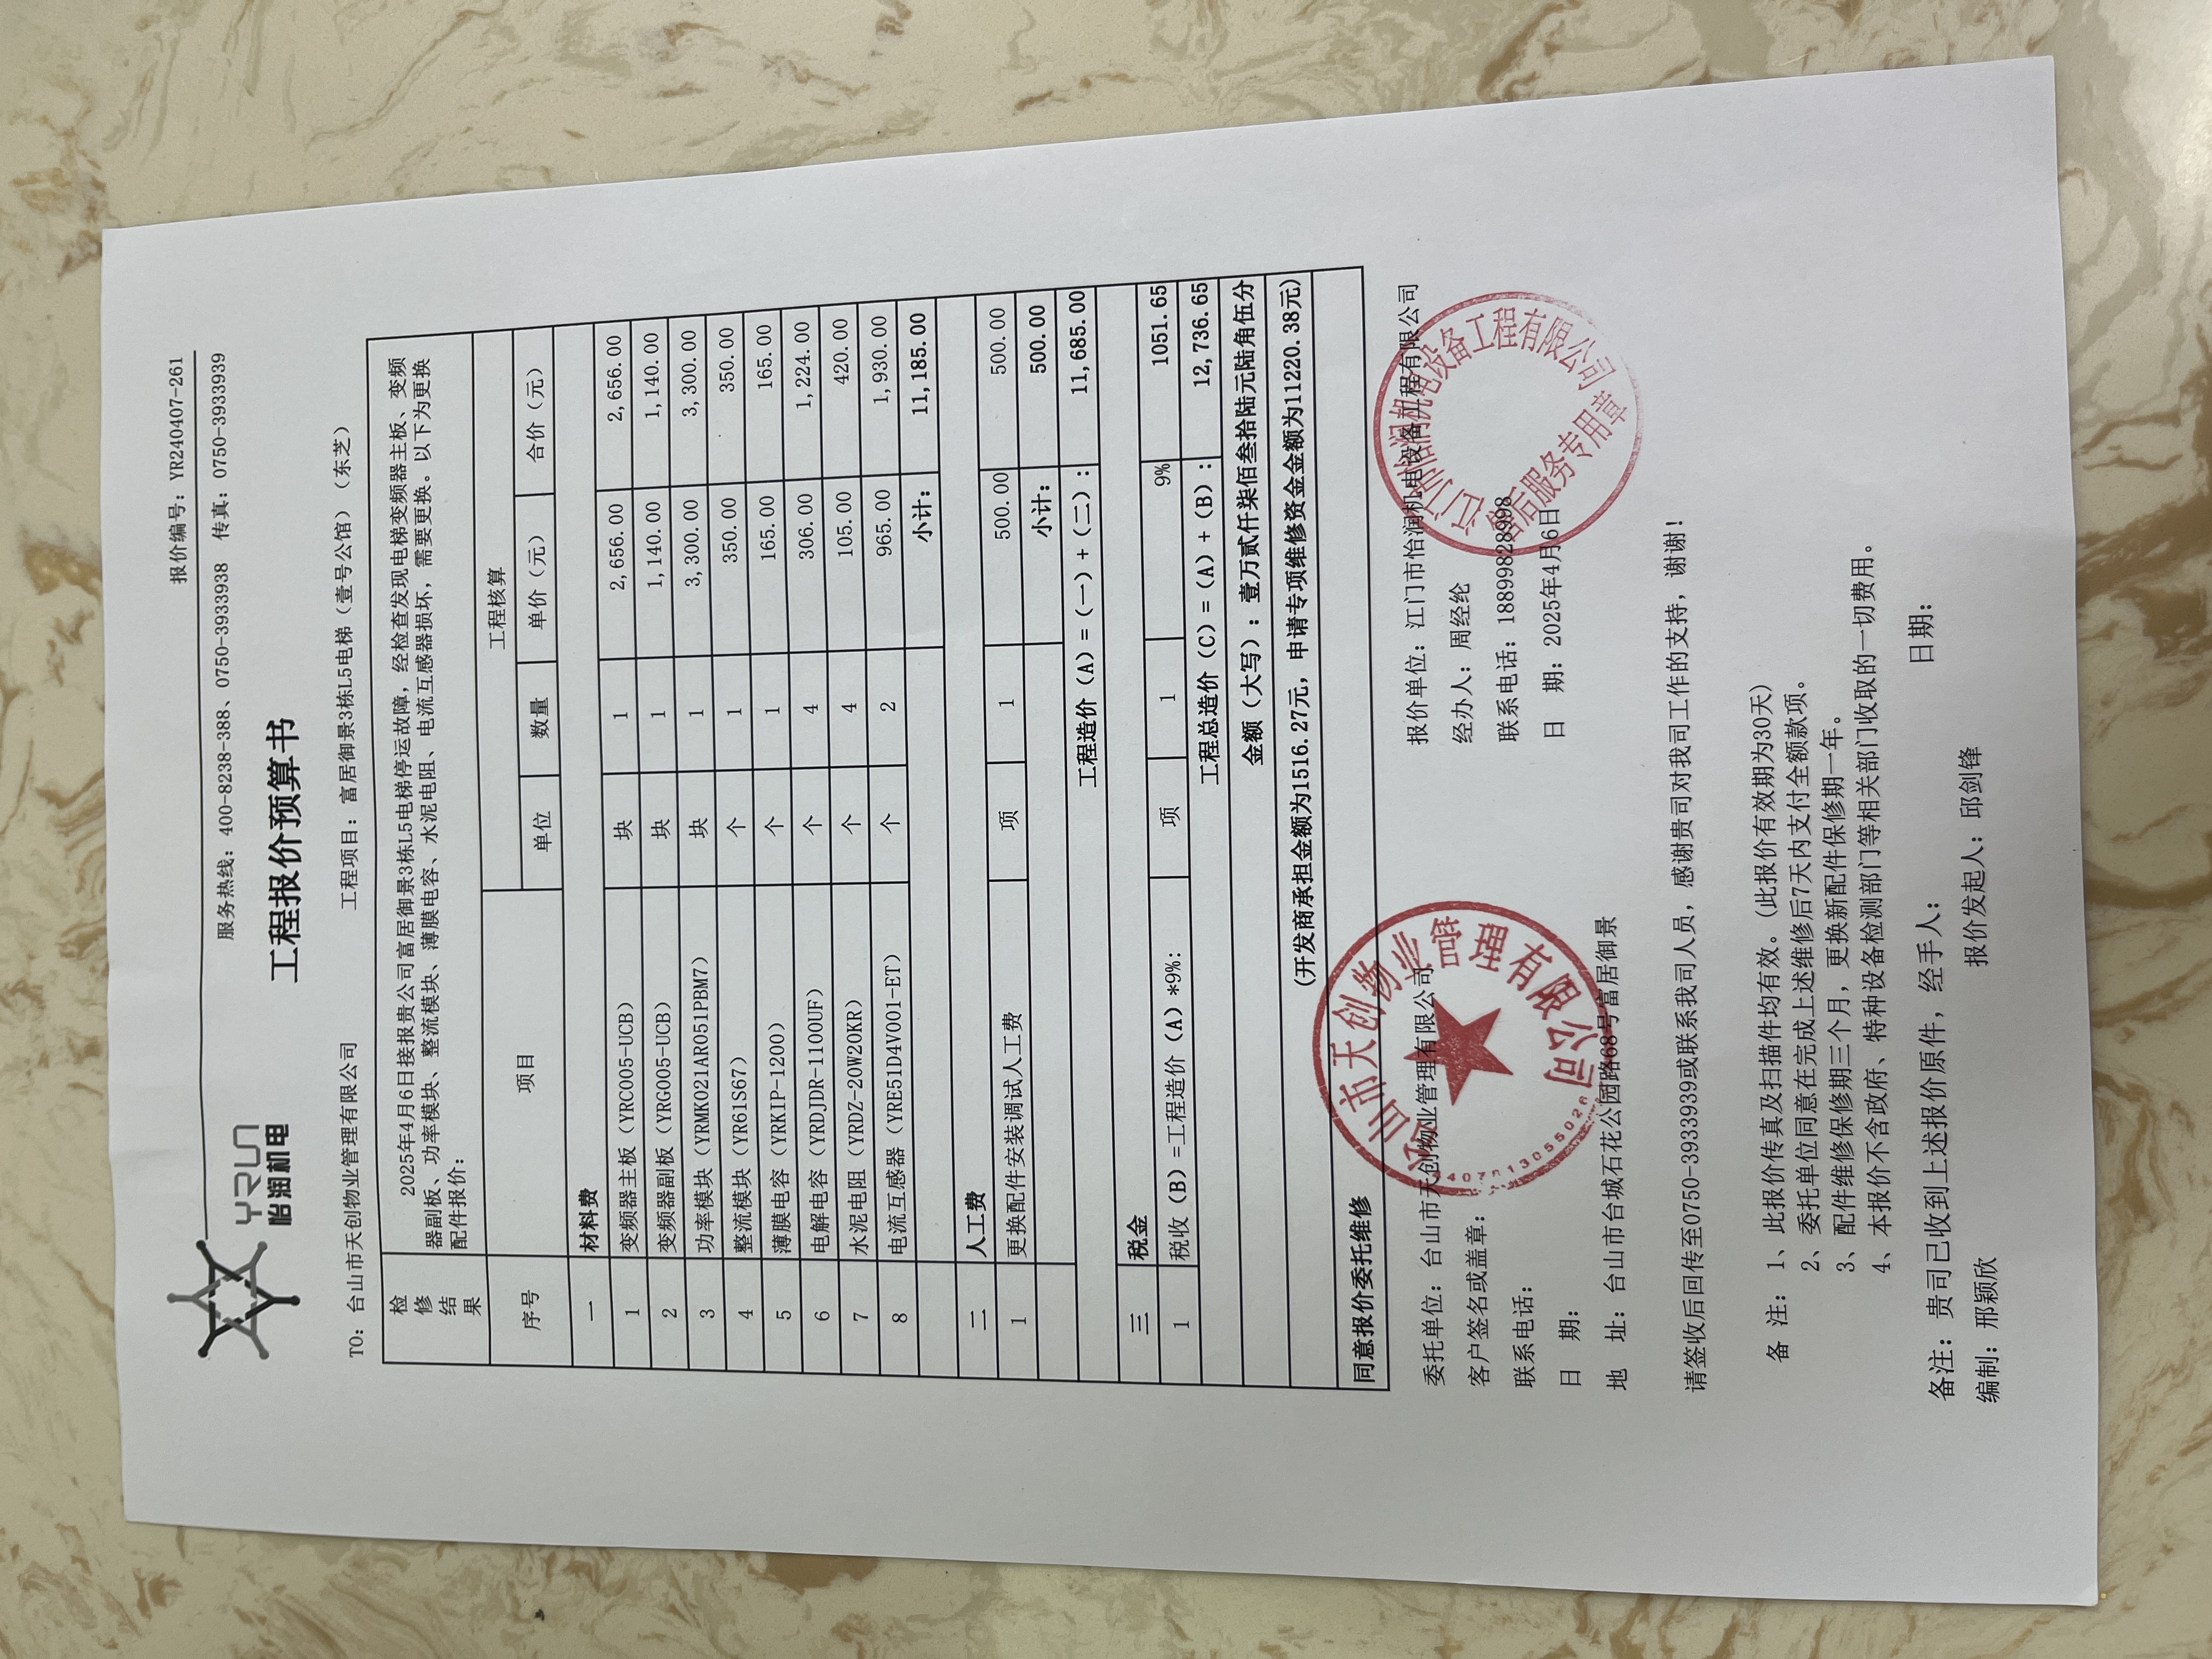 YRUN
怡润机电
报价编号: YR240407-261
服务热线: 400-8238-388、0750-3933938 传真: 0750-3933939
工程报价预算书
TO: 台山市天创物业管理有限公司 工程项目: 富居御景3栋L5电梯（壹号公馆）（东芝）
检修结果 2025年4月6日接报贵公司富居御景3栋L5电梯停运故障, 经检查发现电梯变频器主板、变频
器副板、功率模块、整流模块、薄膜电容、水泥电阻、电流互感器损坏, 需要更换。以下为更换
配件报价:
序号 项目 工程核算
单位 数量 单价（元） 合价（元）
一 材料费
1 变频器主板（YRC005-UCB） 块 1 2,656.00 2,656.00
2 变频器副板（YRG005-UCB） 块 1 1,140.00 1,140.00
3 功率模块（YRMK021AR051PBM7） 块 1 3,300.00 3,300.00
4 整流模块（YR61S67） 个 1 350.00 350.00
5 薄膜电容（YRKIP-1200） 个 1 165.00 165.00
6 电解电容（YRDJDR-1100UF） 个 4 306.00 1,224.00
7 水泥电阻（YRDZ-20W20KR） 个 4 105.00 420.00
8 电流互感器（YRE51D4V001-ET） 个 2 965.00 1,930.00
小计: 11,185.00
二 人工费
1 更换配件安装调试人工费 项 1 500.00 500.00
小计: 500.00
工程造价（A）=（一）+（二）: 11,685.00
三 税金
1 税收（B）=工程造价（A）*9%: 项 1 9% 1051.65
工程总造价（C）=（A）+（B）: 12,736.65
金额（大写）: 壹万贰仟柒佰叁拾陆元陆角伍分
(开发商承担金额为1516.27元, 申请专项维修资金金额为11220.38元)
同意报价委托维修
委托单位: 台山市天创物业管理有限公司 报价单位: 江门市怡润机电设备工程有限公司
客户签名或盖章: 经办人: 周经纶
联系电话: 联系电话: 18899828998
日 期: 日 期: 2025年4月6日
地 址: 台山市台城石花公园路68号富居御景
台山市天创物业管理有限公司
江门市怡润机电设备工程有限公司
售后服务专用章
请签收后回传至0750-3933939或联系我司人员, 感谢贵司对我司工作的支持, 谢谢!
备 注: 1、此报价传真及扫描件均有效。（此报价有效期为30天）
2、委托单位同意在完成上述维修后7天内支付全额款项。
3、配件维修保修期三个月, 更换新配件保修期一年。
4、本报价不含政府、特种设备检测部门等相关部门收取的一切费用。
备注: 贵司已收到上述报价原件, 经手人: 日期:
编制: 邢颖欣 报价发起人: 邱剑锋